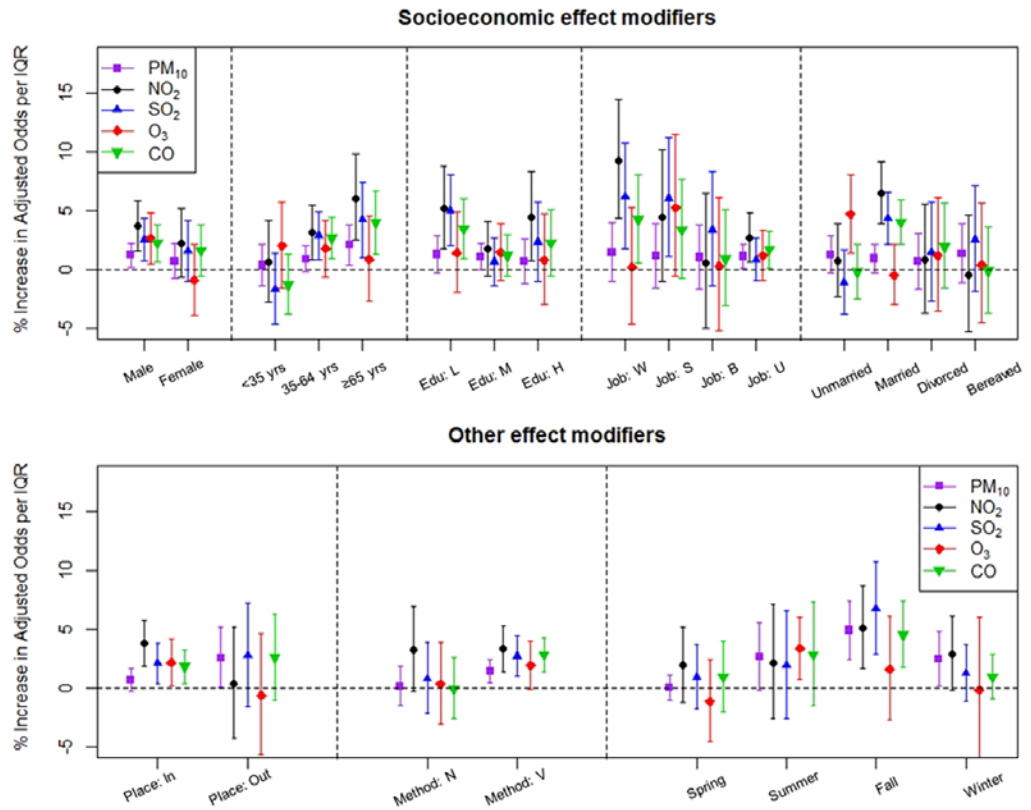 Socioeconomic effect modifiers
% Increase in Adjusted Odds per IQR
15
10
5
0
-5
PM10
NO2
SO2
O3
CO
Male
Female
<35 yrs
35-64 yrs
≥65 yrs
Edu: L
Edu: M
Edu: H
Job: W
Job: S
Job: B
Job: U
Unmarried
Married
Divorced
Bereaved
Other effect modifiers
% Increase in Adjusted Odds per IQR
15
10
5
0
-5
PM10
NO2
SO2
O3
CO
Place: In
Place: Out
Method: N
Method: V
Spring
Summer
Fall
Winter